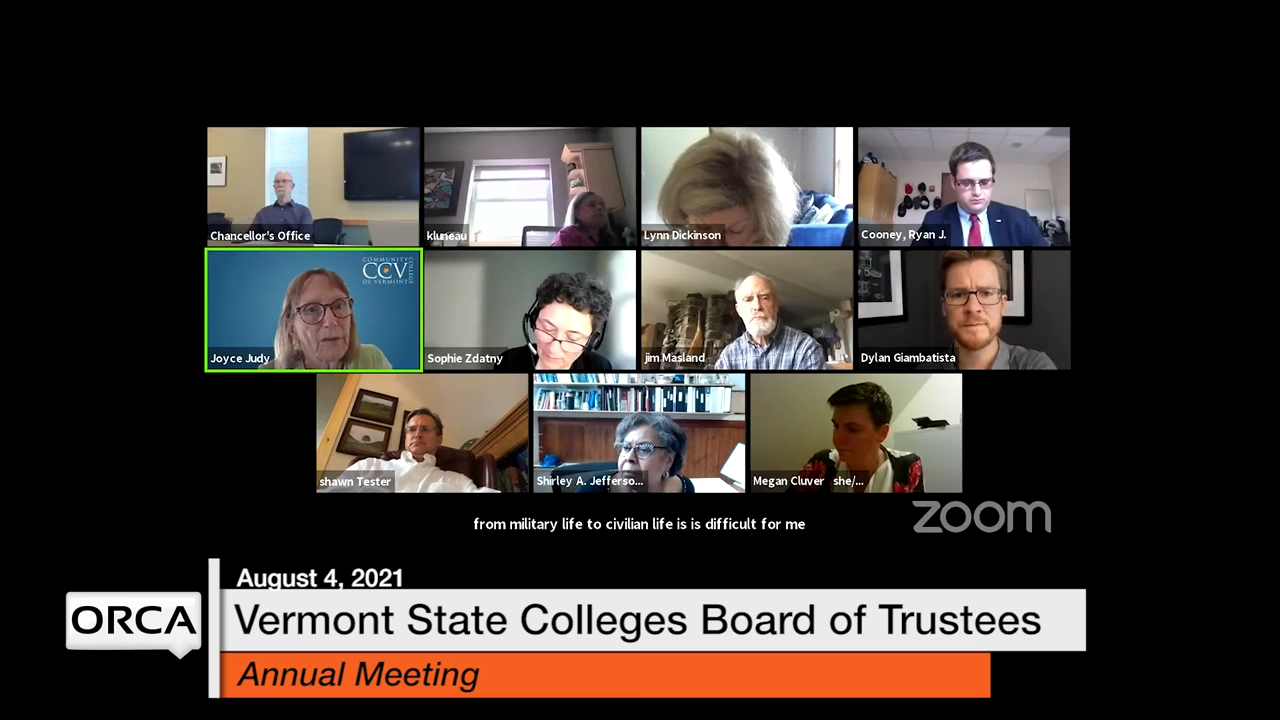 Chancellor's Office
kluneau
Lynn Dickinson
Cooney, Ryan J.
COMMUNITY
CCV
OF VERMONT
COLLEGE
Joyce Judy
Sophie Zdatny
jim Masland
Dylan Giambatista
shawn Tester
Shirley A. Jefferso...
Megan Cluver she/...
from military life to civilian life is is difficult for me
zoom
August 4, 2021
ORCA
Vermont State Colleges Board of Trustees
Annual Meeting